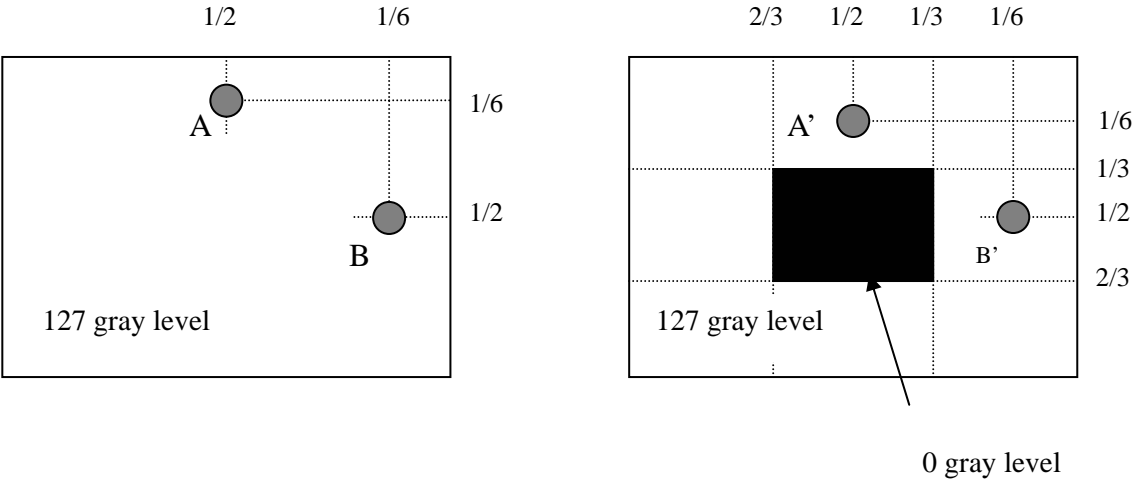 1/2 1/6
1/6
A
1/2
B
127 gray level
2/3 1/2 1/3 1/6
1/6
A’
1/3
1/2
B’
2/3
127 gray level
0 gray level